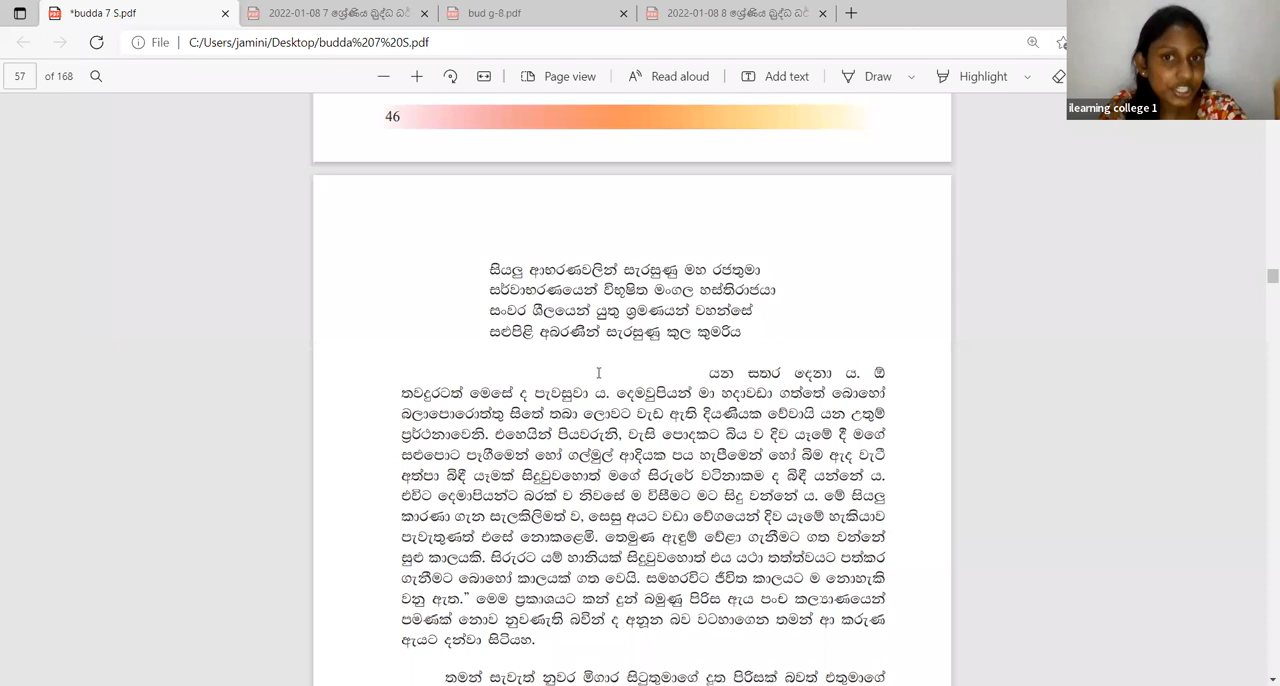 *budda 7 S.pdf
2022-01-08 7 ශ්‍රේණිය බුද්ධ ධර්
bud g-8.pdf
2022-01-08 8 ශ්‍රේණිය බුද්ධ ධර්
File C:/Users/jamini/Desktop/budda%207%20S.pdf
57 of 168 Page view Read aloud Add text Draw Highlight
ilearning college 1
46
සියලු ආභරණවලින් සැරසුණු මහ රජතුමා
සර්වාභරණයෙන් විභූෂිත මංගල හස්තිරාජයා
සංවර ශීලයෙන් යුතු ශ්‍රමණයන් වහන්සේ
සළුපිළි අබරණින් සැරසුණු කුල කුමරිය
යන සතර දෙනා ය. ඕ
තවදුරටත් මෙසේ ද පැවසුවා ය. දෙමවුපියන් මා හදාවඩා ගත්තේ බොහෝ
බලාපොරොත්තු සිතේ තබා ලොවට වැඩ ඇති දියණියක වේවායි යන උතුම්
ප්‍රාර්ථනාවෙනි. එහෙයින් පියවරුනි, වැසි පොදකට බිය ව දිව යෑමේ දී මගේ
සළුපොට පෑගීමෙන් හෝ ගල්මුල් ආදියක පය හැපීමෙන් හෝ බිම ඇද වැටී
අත්පා බිඳී යෑමක් සිදුවුවහොත් මගේ සිරුරේ වටිනාකම ද බිඳී යන්නේ ය.
එවිට දෙමාපියන්ට බරක් ව නිවසේ ම විසීමට මට සිදු වන්නේ ය. මේ සියලු
කාරණා ගැන සැලකිලිමත් ව, සෙසු අයට වඩා වේගයෙන් දිව යෑමේ හැකියාව
පැවැතුණත් එසේ නොකළෙමි. තෙමුණ ඇඳුම් වේළා ගැනීමට ගත වන්නේ
සුළු කාලයකි. සිරුරට යම් හානියක් සිදුවුවහොත් එය යථා තත්ත්වයට පත්කර
ගැනීමට බොහෝ කාලයක් ගත වෙයි. සමහරවිට ජීවිත කාලයට ම නොහැකි
වනු ඇත.” මෙම ප්‍රකාශයට කන් දුන් බමුණු පිරිස ඇය පංච කල්‍යාණයෙන්
පමණක් නොව නුවණැති බවින් ද අනූන බව වටහාගෙන තමන් ආ කරුණ
ඇයට දන්වා සිටියහ.
තමන් සැවැත් නුවර මිගාර සිටුතුමාගේ දූත පිරිසක් බවත් එතුමාගේ